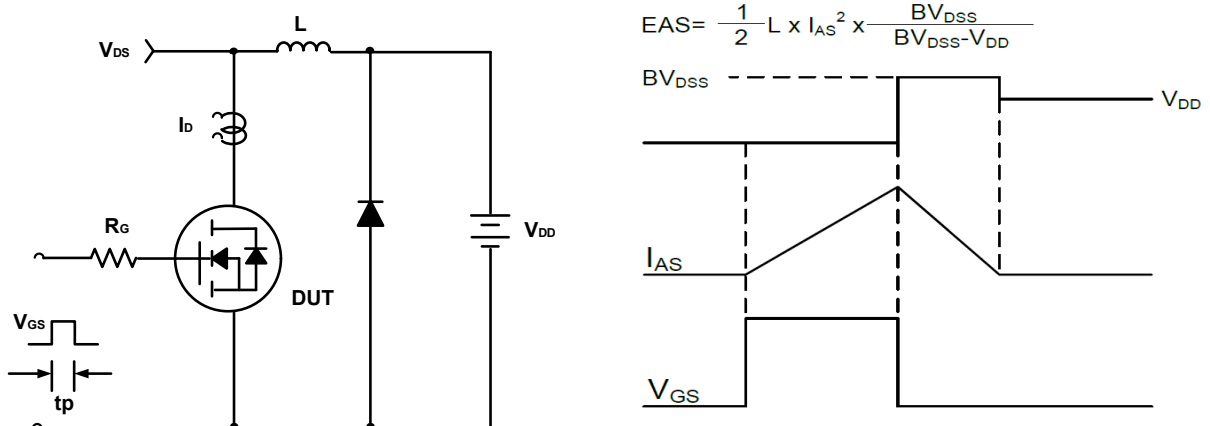 L
VDS
ID
RG
VDD
DUT
VGS
tp
EAS= 1/2 L x IAS² x BVDSS/BVDSS-VDD
BVDSS
VDD
IAS
VGS